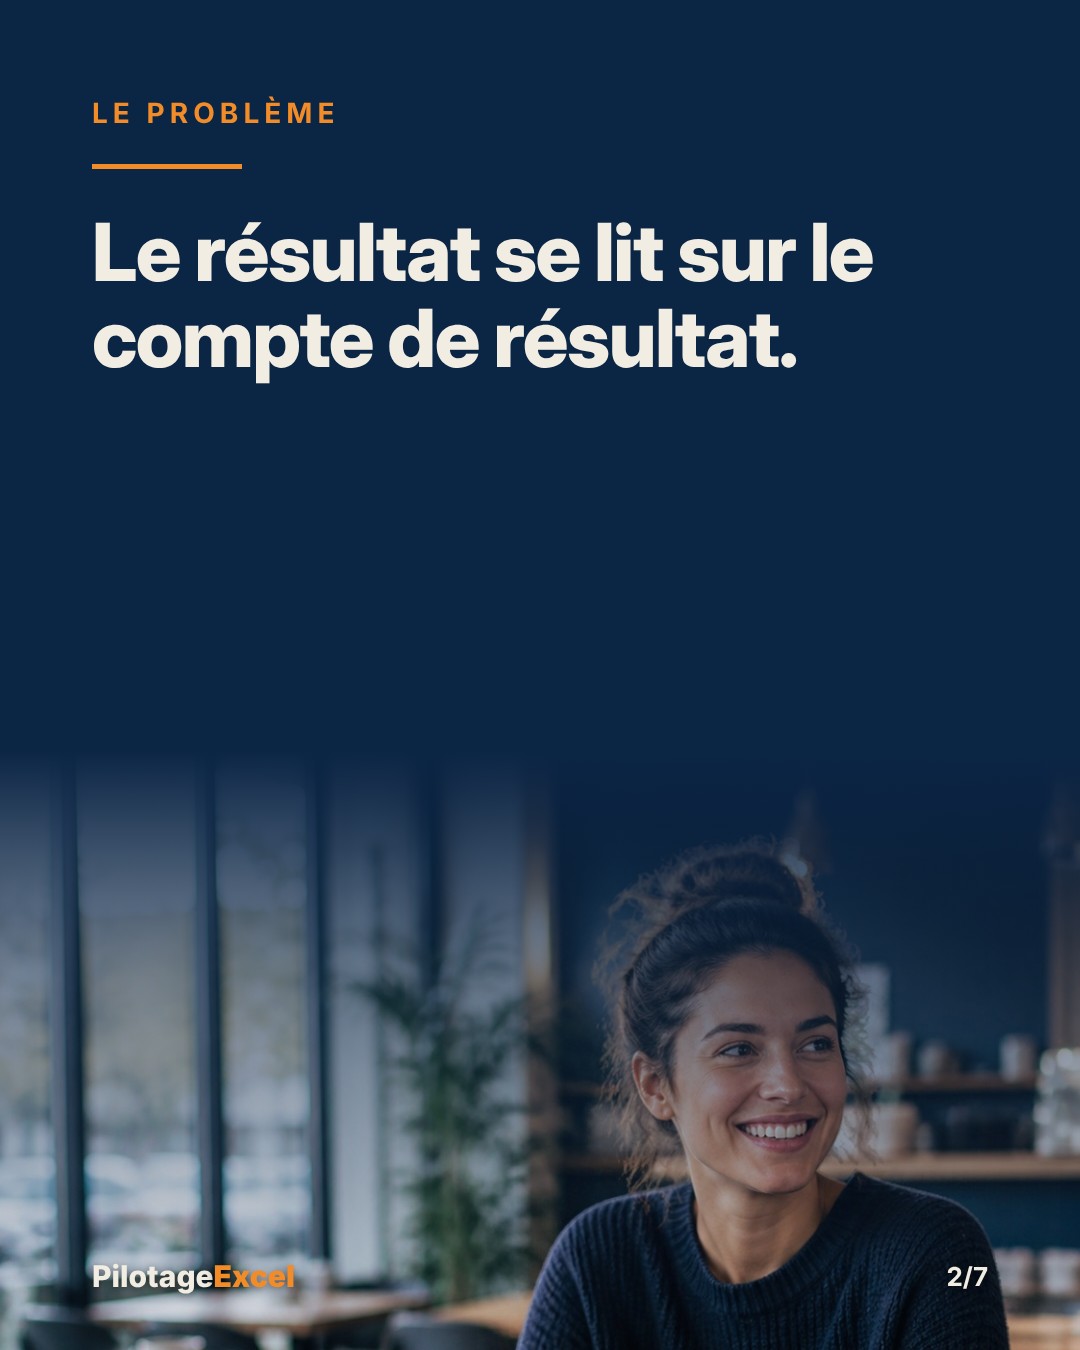 LE PROBLÈME
Le résultat se lit sur le
compte de résultat.
PilotageExcel
2/7